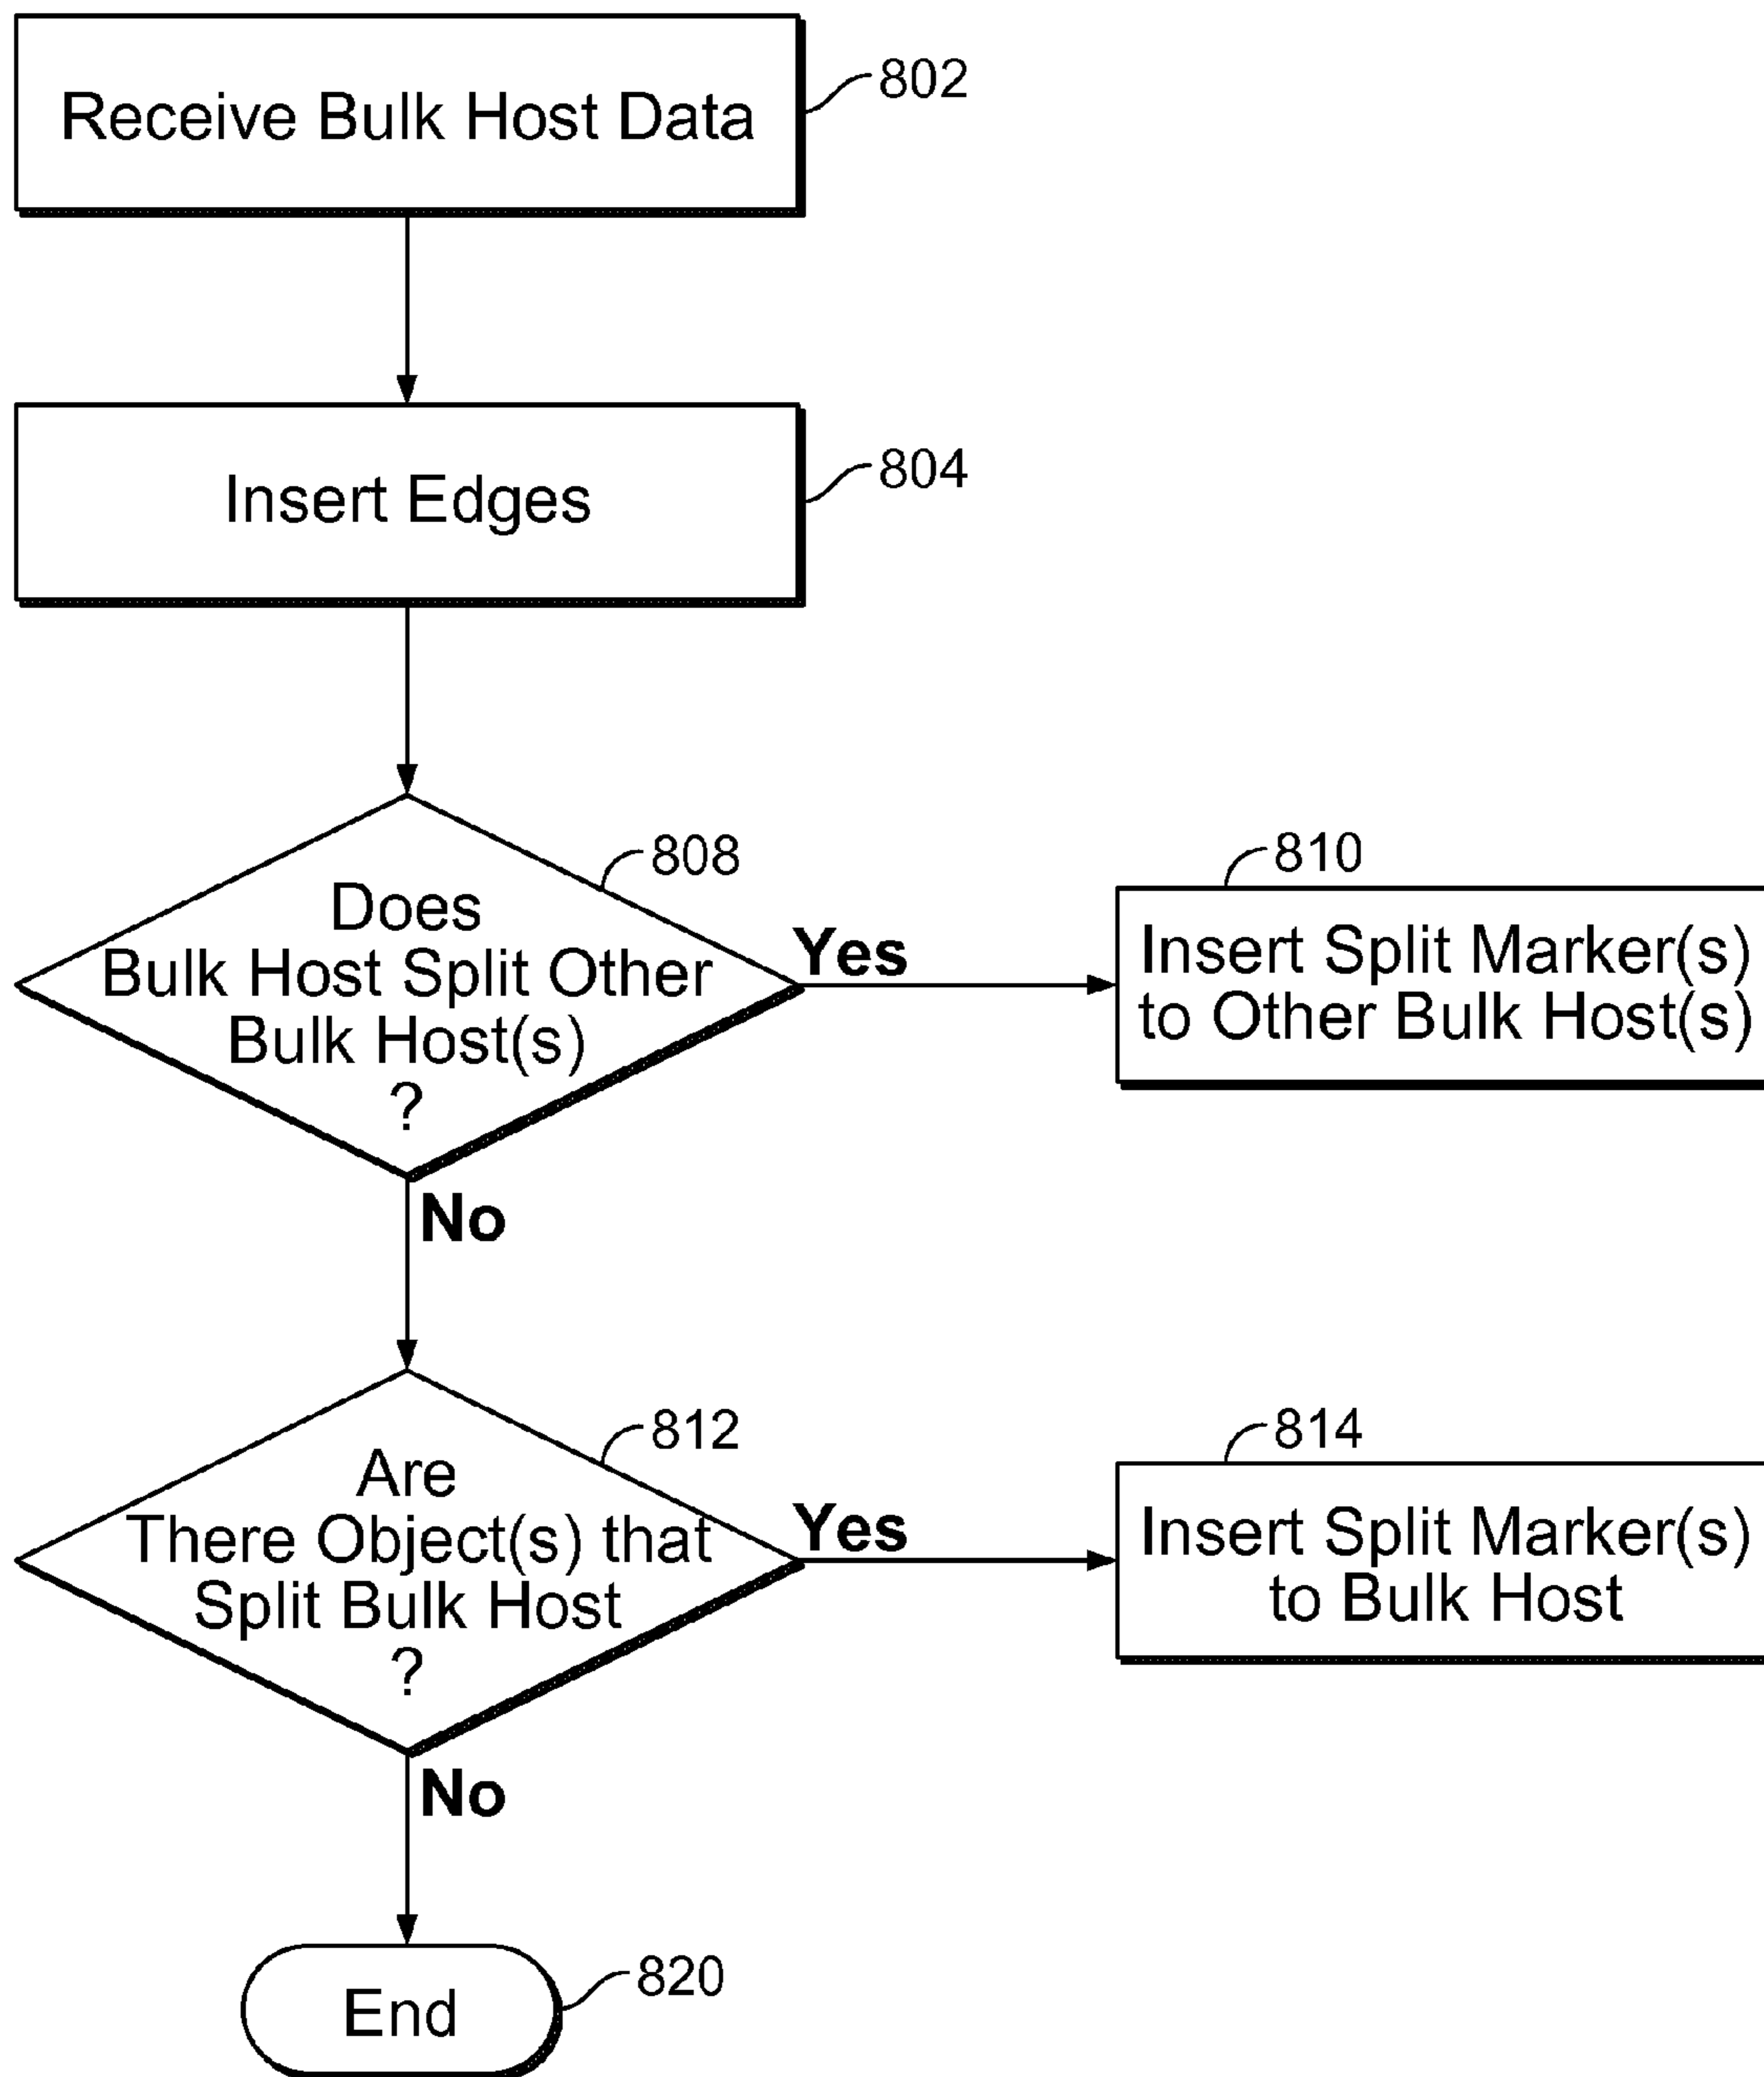 Receive Bulk Host Data
802
Insert Edges
804
Does
Bulk Host Split Other
Bulk Host(s)
?
808
Yes
810
Insert Split Marker(s)
to Other Bulk Host(s)
No
Are
There Object(s) that
Split Bulk Host
?
812
Yes
814
Insert Split Marker(s)
to Bulk Host
No
End
820